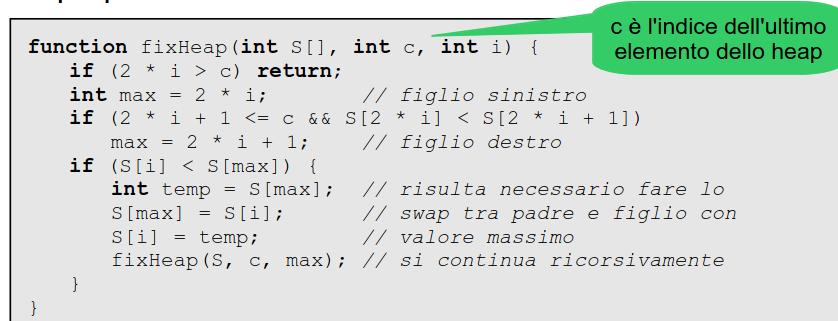 c è l'indice dell'ultimo
elemento dello heap
function fixHeap(int S[], int c, int i) {
if (2 * i > c) return;
int max = 2 * i; // figlio sinistro
if (2 * i + 1 <= c && S[2 * i] < S[2 * i + 1])
max = 2 * i + 1; // figlio destro
if (S[i] < S[max]) {
int temp = S[max]; // risulta necessario fare lo
S[max] = S[i]; // swap tra padre e figlio con
S[i] = temp; // valore massimo
fixHeap(S, c, max); // si continua ricorsivamente
}
}